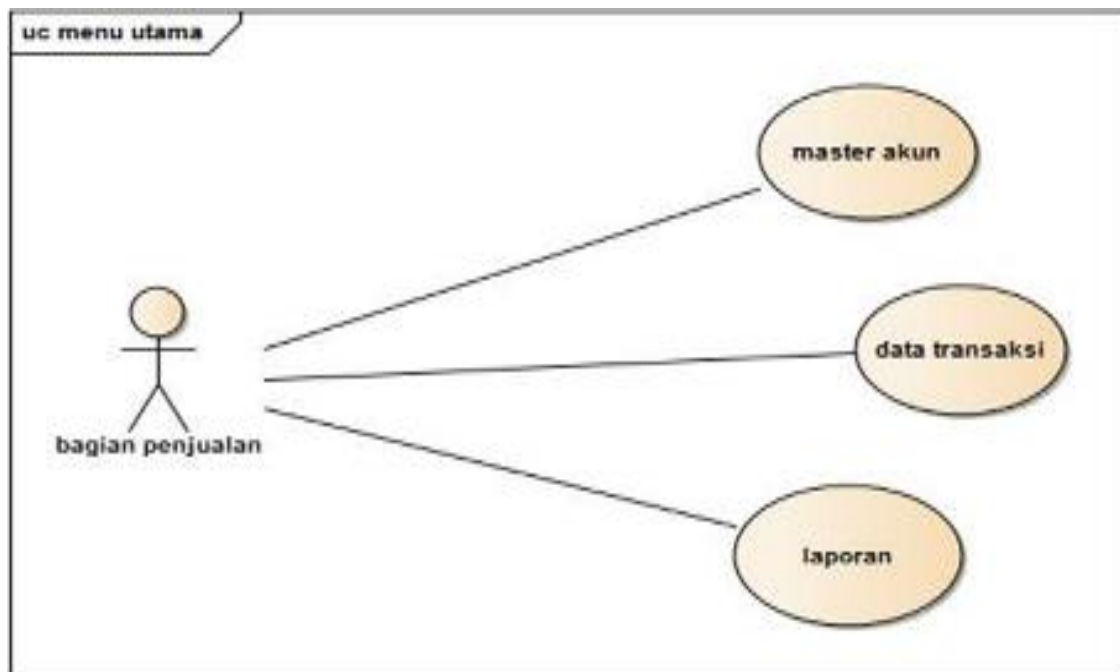 uc menu utama
master akun
data transaksi
bagian penjualan
laporan